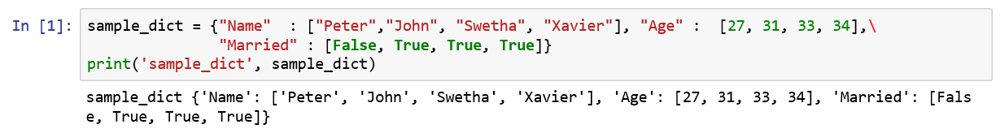 In [1]: sample_dict = {"Name"  : ["Peter","John", "Swetha", "Xavier"], "Age" :  [27, 31, 33, 34],\
               "Married" : [False, True, True, True]}
print('sample_dict', sample_dict)
sample_dict {'Name': ['Peter', 'John', 'Swetha', 'Xavier'], 'Age': [27, 31, 33, 34], 'Married': [Fals
e, True, True, True]}